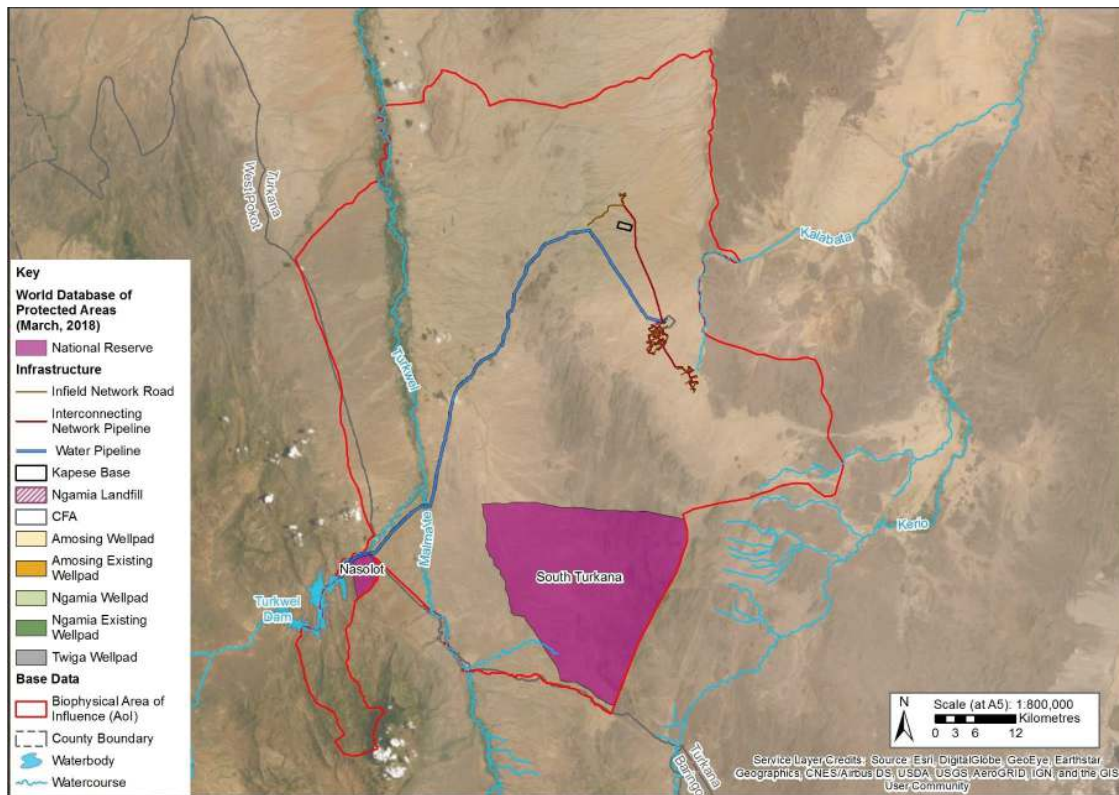 Turkana
West Pokot
Kalabata
Turkwel
Malmalte
Kerio
Nasolot
South Turkana
Turkwel
Dam
Turkana
Baringo
Key
World Database of
Protected Areas
(March, 2018)
National Reserve
Infrastructure
Infield Network Road
Interconnecting
Network Pipeline
Water Pipeline
Kapese Base
Ngamia Landfill
CFA
Amosing Wellpad
Amosing Existing
Wellpad
Ngamia Wellpad
Ngamia Existing
Wellpad
Twiga Wellpad
Base Data
Biophysical Area of
Influence (AoI)
County Boundary
Waterbody
Watercourse
N
Scale (at A5): 1:800,000
Kilometres
0 3 6 12
Service Layer Credits: Source: Esri, DigitalGlobe, GeoEye, Earthstar
Geographics, CNES/Airbus DS, USDA, USGS, AeroGRID, IGN, and the GIS
User Community